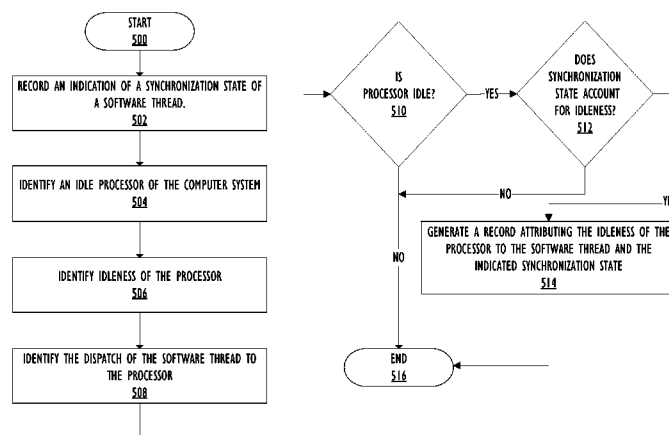 START
500
RECORD AN INDICATION OF A SYNCHRONIZATION STATE OF
A SOFTWARE THREAD.
502
IDENTIFY AN IDLE PROCESSOR OF THE COMPUTER SYSTEM
504
IDENTIFY IDLENESS OF THE PROCESSOR
506
IDENTIFY THE DISPATCH OF THE SOFTWARE THREAD TO
THE PROCESSOR
508
IS
PROCESSOR IDLE?
510
YES
DOES
SYNCHRONIZATION
STATE ACCOUNT
FOR IDLENESS?
512
NO
YE
GENERATE A RECORD ATTRIBUTING THE IDLENESS OF THE
PROCESSOR TO THE SOFTWARE THREAD AND THE
INDICATED SYNCHRONIZATION STATE
514
NO
END
516